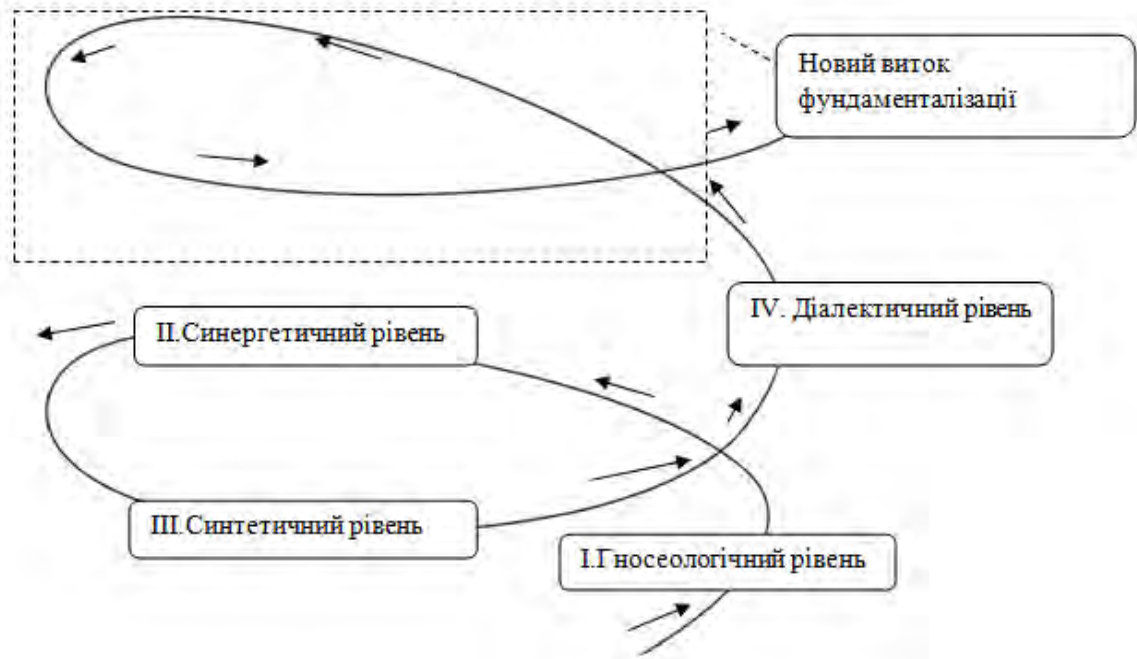 Новий виток
фундаменталізації
IV. Діалектичний рівень
II.Синергетичний рівень
III.Синтетичний рівень
I.Гносеологічний рівень